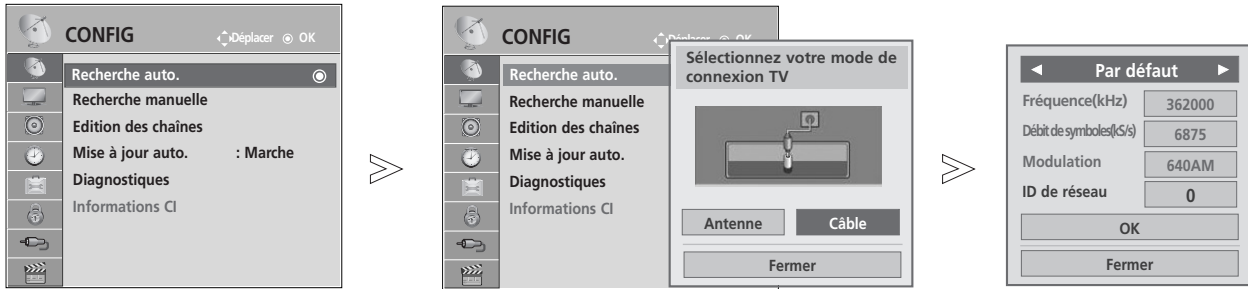 CONFIG
Déplacer OK
Recherche auto.
Recherche manuelle
Edition des chaînes
Mise à jour auto. : Marche
Diagnostiques
Informations CI
CONFIG
Déplacer OK
Recherche auto.
Recherche manuelle
Edition des chaînes
Mise à jour auto.
Diagnostiques
Informations CI
Sélectionnez votre mode de
connexion TV
Antenne Câble
Fermer
Par défaut
Fréquence(kHz) 362000
Débit de symboles(kS/s) 6875
Modulation 640AM
ID de réseau 0
OK
Fermer